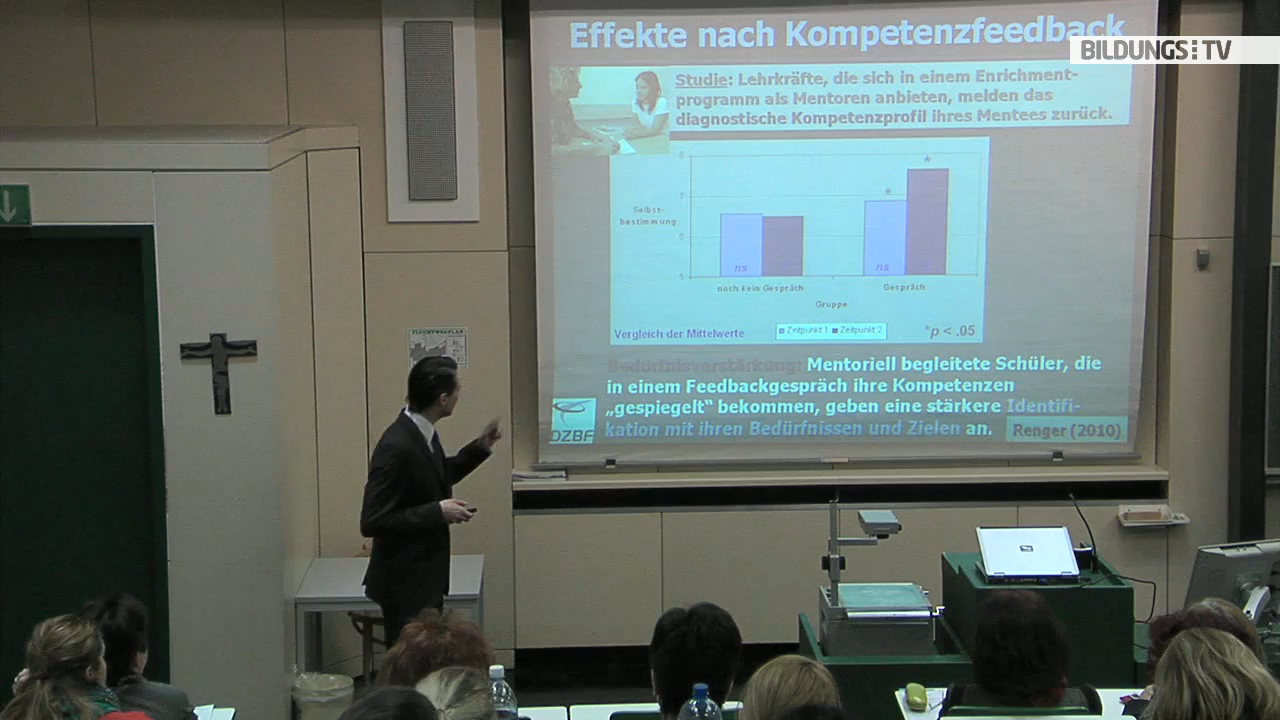 Effekte nach Kompetenzfeedback
BILDUNGS:TV
Studie: Lehrkräfte, die sich in einem Enrichment-
programm als Mentoren anbieten, melden das
diagnostische Kompetenzprofil ihres Mentees zurück.
Selbst-
bestimmung
7
5
*
*
ns
ns
noch kein Gespräch
Gespräch
Gruppe
Vergleich der Mittelwerte
Zeitpunkt 1
Zeitpunkt 2
*p < .05
Bedürfnisverstärkung: Mentoriell begleitete Schüler, die
in einem Feedbackgespräch ihre Kompetenzen
„gespiegelt“ bekommen, geben eine stärkere Identifi-
kation mit ihren Bedürfnissen und Zielen an.
DZBF
Renger (2010)
FLUCHTWEGPLAN